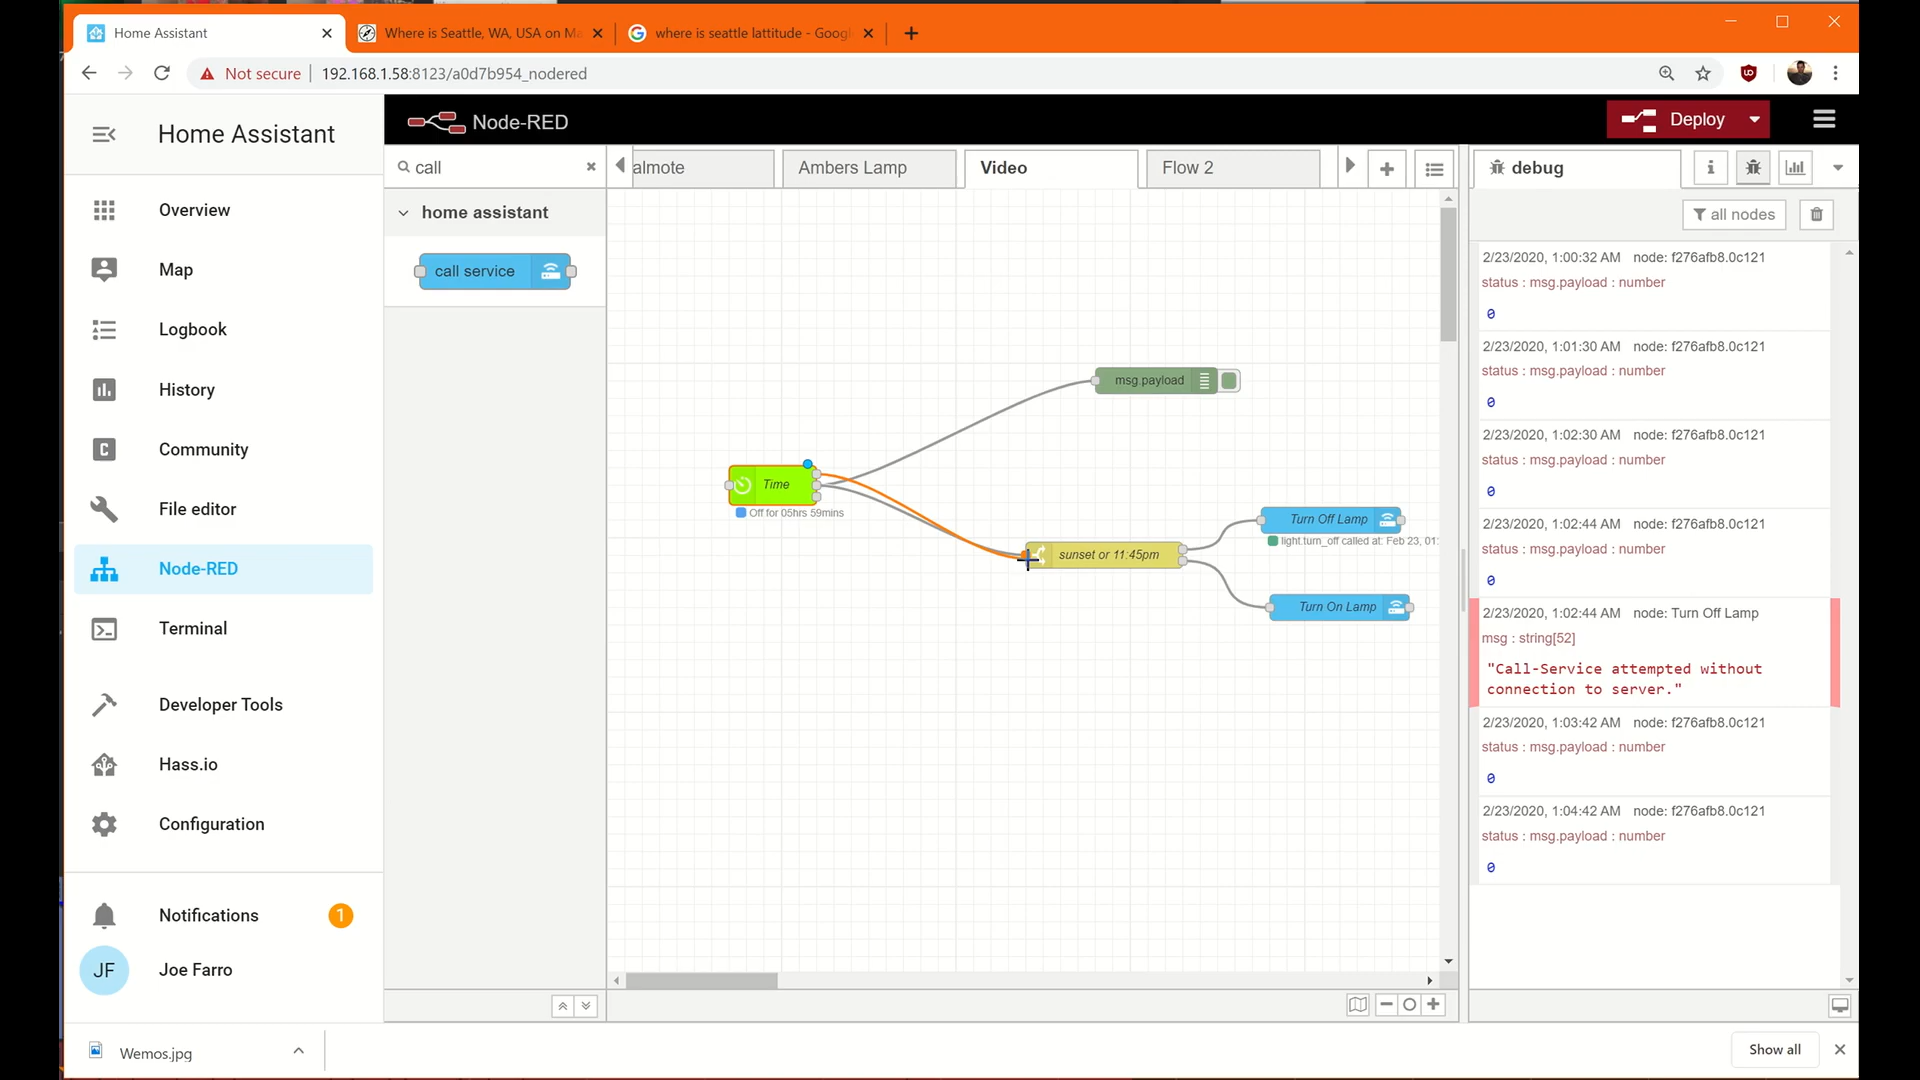 Home Assistant
Where is Seattle, WA, USA on Ma
where is seattle lattitude - Googl
Not secure
192.168.1.58:8123/a0d7b954_nodered
Home Assistant
Node-RED
Deploy
call
almote
Ambers Lamp
Video
Flow 2
debug
home assistant
Overview
all nodes
call service
Map
2/23/2020, 1:00:32 AM node: f276afb8.0c121
status : msg.payload : number
0
Logbook
2/23/2020, 1:01:30 AM node: f276afb8.0c121
status : msg.payload : number
0
History
msg.payload
2/23/2020, 1:02:30 AM node: f276afb8.0c121
status : msg.payload : number
0
Community
Time
Off for 05hrs 59mins
File editor
Turn Off Lamp
light.turn_off called at: Feb 23, 01:
2/23/2020, 1:02:44 AM node: f276afb8.0c121
status : msg.payload : number
0
Node-RED
sunset or 11:45pm
Turn On Lamp
2/23/2020, 1:02:44 AM node: Turn Off Lamp
msg : string[52]
"Call-Service attempted without
connection to server."
Terminal
Developer Tools
2/23/2020, 1:03:42 AM node: f276afb8.0c121
status : msg.payload : number
0
Hass.io
Configuration
2/23/2020, 1:04:42 AM node: f276afb8.0c121
status : msg.payload : number
0
Notifications
1
JF
Joe Farro
Wemos.jpg
Show all